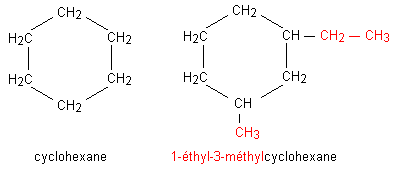 CH2 CH2
H2C CH2 H2C CH — CH2 — CH3
H2C CH2 H2C CH2
CH2 CH
CH3
cyclohexane 1-éthyl-3-méthylcyclohexane